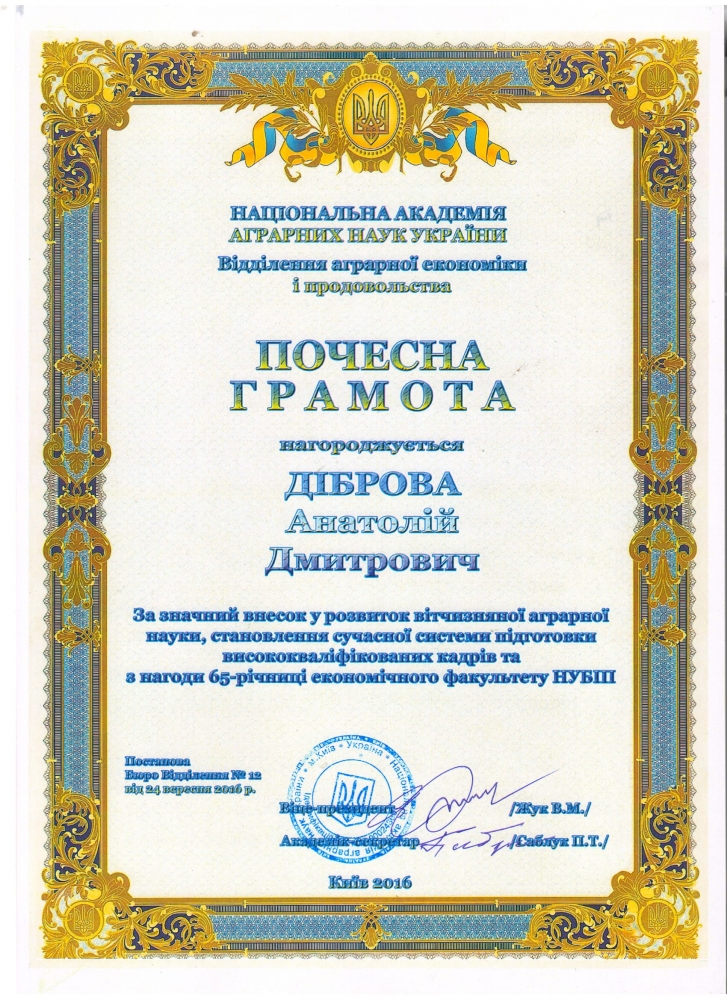 НАЦІОНАЛЬНА АКАДЕМІЯ
АГРАРНИХ НАУК УКРАЇНИ
Відділення аграрної економіки
і продовольства
ПОЧЕСНА
ГРАМОТА
нагороджується
ДІБРОВА
Анатолій
Дмитрович
За значний внесок у розвиток вітчизняної аграрної
науки, становлення сучасної системи підготовки
висококваліфікованих кадрів та
з нагоди 65-річниці економічного факультету НУБІП
Постанова
Бюро Відділення № 12
від 24 вересня 2016 р.
Віце-президент /Жук В.М./
Академік-секретар /Саблук П.Т./
м.Київ * Україна
Київ 2016